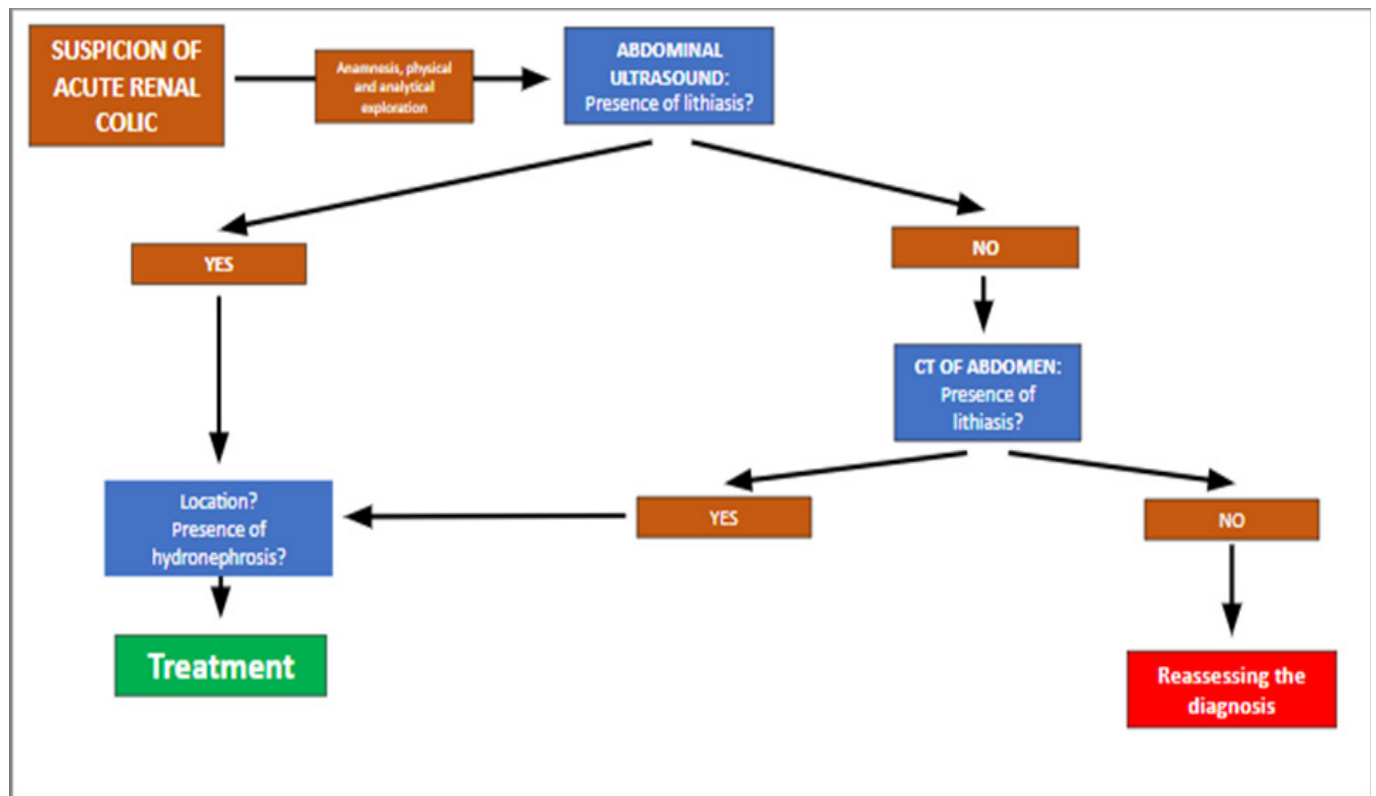 SUSPICION OF
ACUTE RENAL
COLIC
Anamnesis, physical
and analytical
exploration
ABDOMINAL
ULTRASOUND:
Presence of lithiasis?
YES
NO
CT OF ABDOMEN:
Presence of
lithiasis?
Location?
Presence of
hydronephrosis?
YES
NO
Treatment
Reassessing the
diagnosis